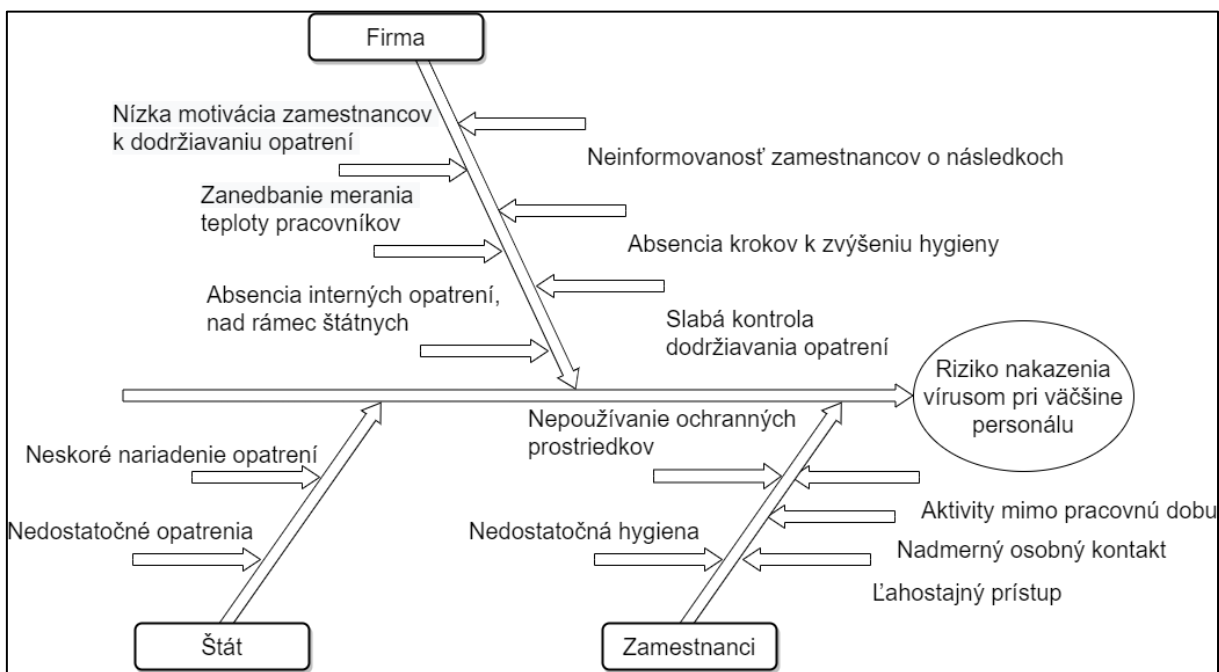 Firma
Nízka motivácia zamestnancov
k dodržiavaniu opatrení
Neinformovanosť zamestnancov o následkoch
Zanedbanie merania
teploty pracovníkov
Absencia krokov k zvýšeniu hygieny
Absencia interných opatrení,
nad rámec štátnych
Slabá kontrola
dodržiavania opatrení
Riziko nakazenia
vírusom pri väčšine
personálu
Nepoužívanie ochranných
prostriedkov
Neskoré nariadenie opatrení
Aktivity mimo pracovnú dobu
Nedostatočné opatrenia
Nedostatočná hygiena
Nadmerný osobný kontakt
Ľahostajný prístup
Štát
Zamestnanci